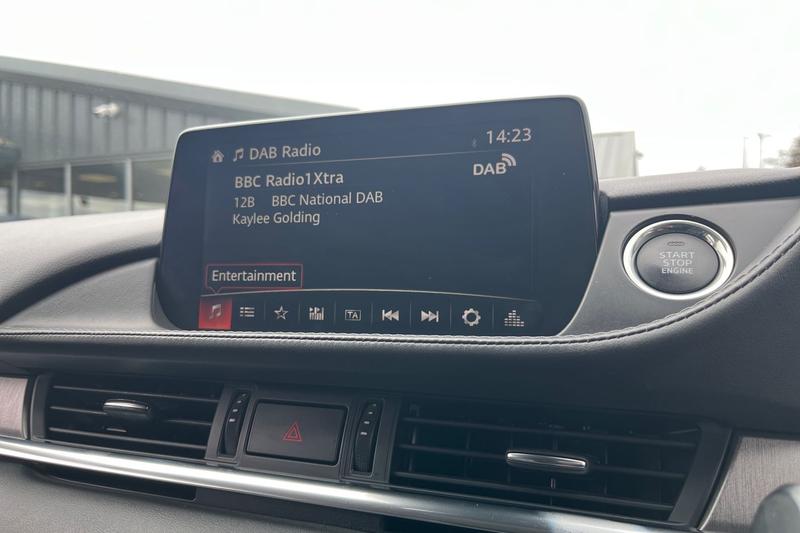 DAB Radio
14:23
BBC Radio1Xtra
DAB
12B BBC National DAB
Kaylee Golding
Entertainment
TA
START
STOP
ENGINE